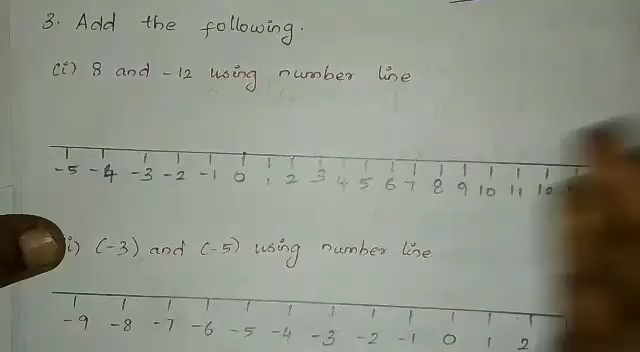 3. Add the following.
(i) 8 and -12 using number line
-5 -4 -3 -2 -1 0 1 2 3 4 5 6 7 8 9 10 11 12
i) (-3) and (-5) using number line
-9 -8 -7 -6 -5 -4 -3 -2 -1 0 1 2